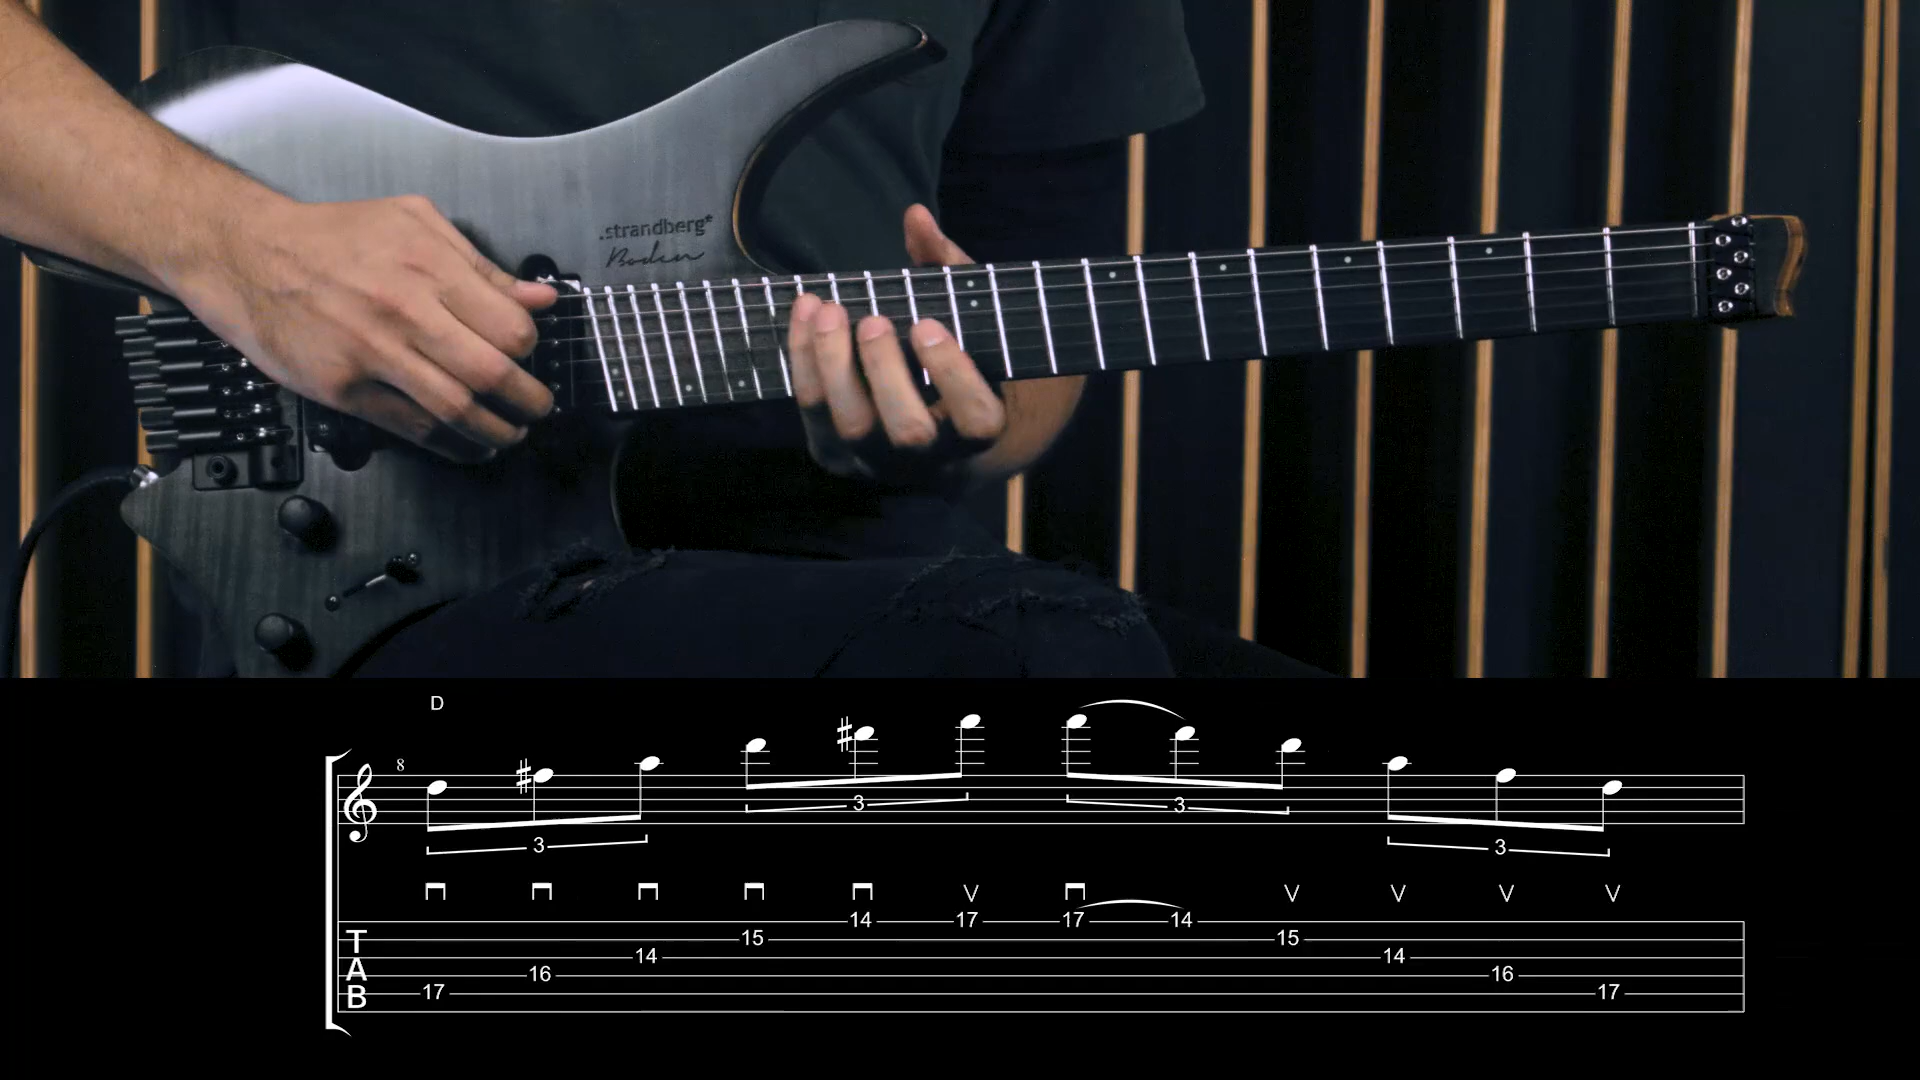 .strandberg*
Boden
D
8
3 3 3 3
14 17 17 14
T 15 15
14 14
A 16 16
B 17 17